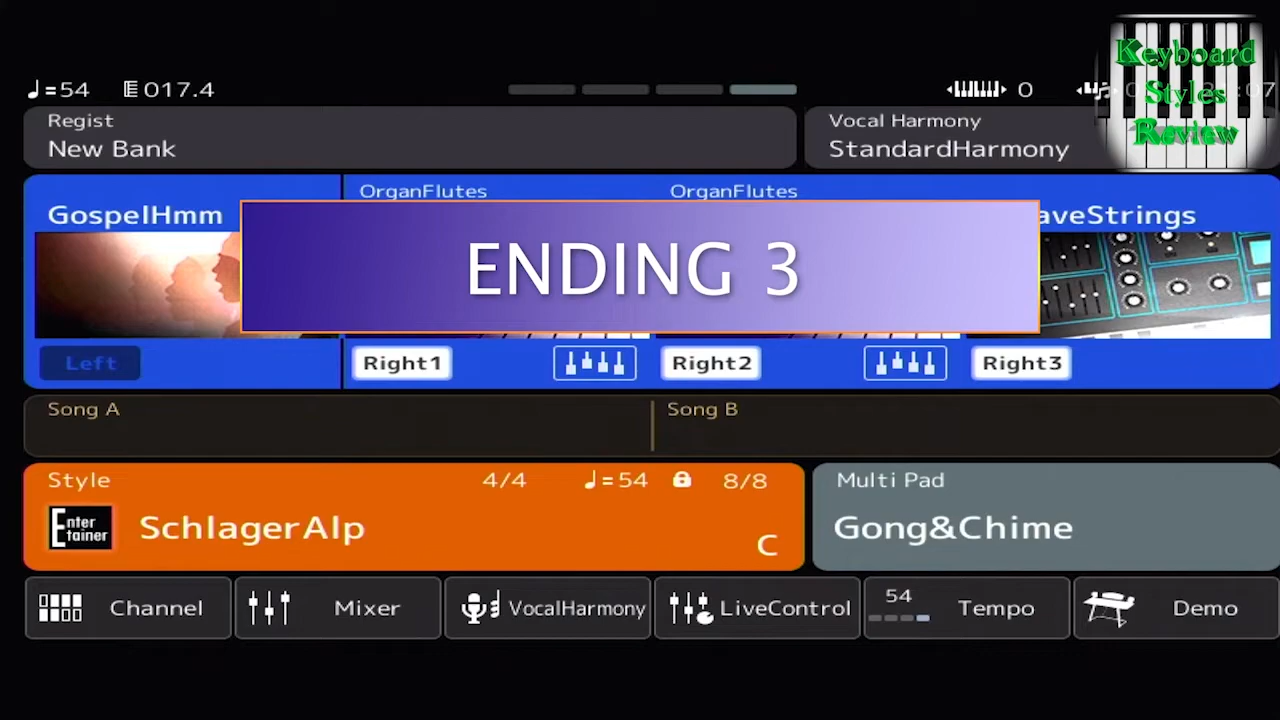 Keyboard
Styles
Review
♩=54
017.4
0
Regist
New Bank
Vocal Harmony
StandardHarmony
GospelHmm
OrganFlutes
OrganFlutes
ENDING 3
Left
Right1
Right2
Right3
Song A
Song B
Style
4/4
♩=54
8/8
Enter
tainer
SchlagerAlp
C
Multi Pad
Gong&Chime
Channel
Mixer
VocalHarmony
LiveControl
54
Tempo
Demo